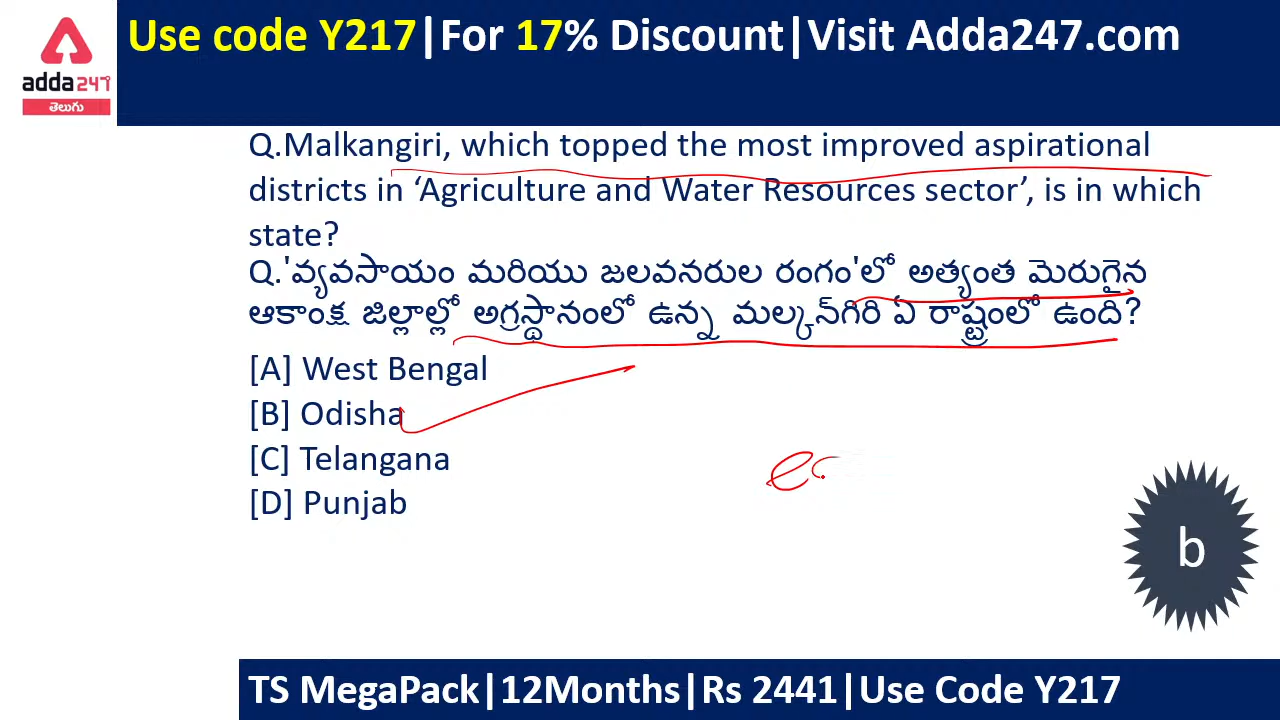 Use code Y217|For 17% Discount|Visit Adda247.com
adda247
తెలుగు
Q.Malkangiri, which topped the most improved aspirational
districts in ‘Agriculture and Water Resources sector’, is in which
state?
Q.'వ్యవసాయం మరియు జలవనరుల రంగం'లో అత్యంత మెరుగైన
ఆకాంక్ష జిల్లాల్లో అగ్రస్థానంలో ఉన్న మల్కన్‌గిరి ఏ రాష్ట్రంలో ఉంది?
[A] West Bengal
[B] Odisha
[C] Telangana
[D] Punjab
b
TS MegaPack|12Months|Rs 2441|Use Code Y217